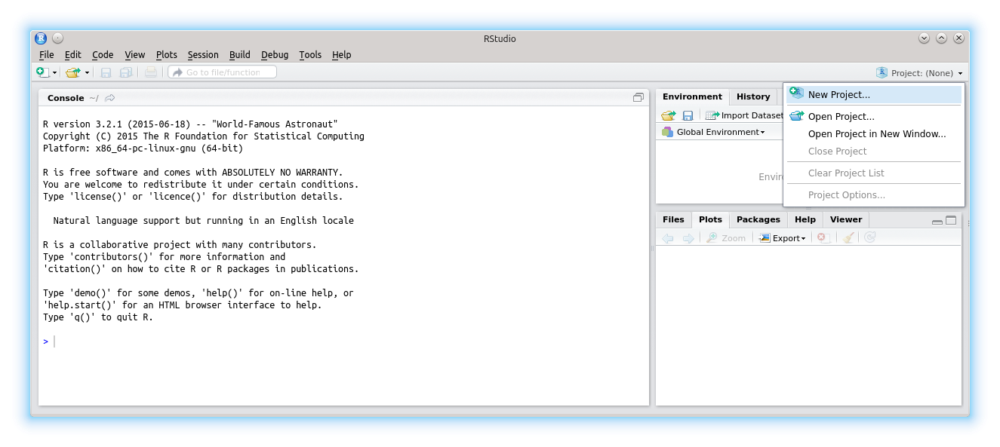 RStudio
File Edit Code View Plots Session Build Debug Tools Help
Go to file/function
Project: (None)
Console ~/
R version 3.2.1 (2015-06-18) -- "World-Famous Astronaut"
Copyright (C) 2015 The R Foundation for Statistical Computing
Platform: x86_64-pc-linux-gnu (64-bit)
R is free software and comes with ABSOLUTELY NO WARRANTY.
You are welcome to redistribute it under certain conditions.
Type 'license()' or 'licence()' for distribution details.
Natural language support but running in an English locale
R is a collaborative project with many contributors.
Type 'contributors()' for more information and
'citation()' on how to cite R or R packages in publications.
Type 'demo()' for some demos, 'help()' for on-line help, or
'help.start()' for an HTML browser interface to help.
Type 'q()' to quit R.
>
Environment History
Import Dataset
Global Environment
New Project...
Open Project...
Open Project in New Window...
Close Project
Clear Project List
Project Options...
Files Plots Packages Help Viewer
Zoom Export